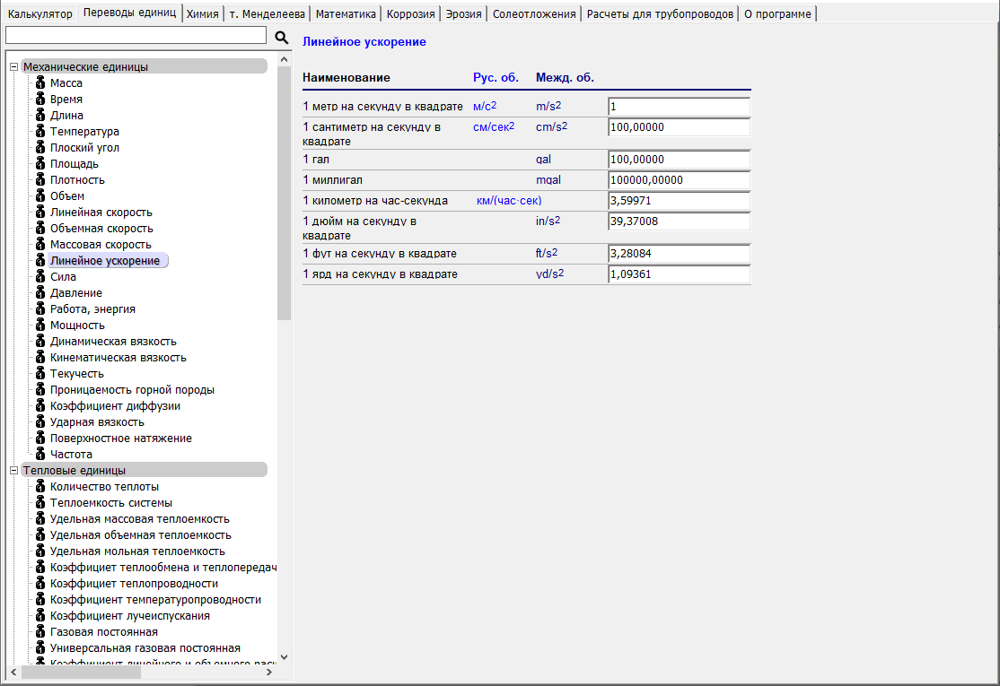 Калькулятор
Переводы единиц
Химия
т. Менделеева
Математика
Коррозия
Эрозия
Солеотложения
Расчеты для трубопроводов
О программе
Механические единицы
Масса
Время
Длина
Температура
Плоский угол
Площадь
Плотность
Объем
Линейная скорость
Объемная скорость
Массовая скорость
Линейное ускорение
Сила
Давление
Работа, энергия
Мощность
Динамическая вязкость
Кинематическая вязкость
Текучесть
Проницаемость горной породы
Коэффициент диффузии
Ударная вязкость
Поверхностное натяжение
Частота
Тепловые единицы
Количество теплоты
Теплоемкость системы
Удельная массовая теплоемкость
Удельная объемная теплоемкость
Удельная мольная теплоемкость
Коэффициет теплообмена и теплопередач
Коэффициет теплопроводности
Коэффициент температуропроводности
Коэффициент лучеиспускания
Газовая постоянная
Универсальная газовая постоянная
Коэффициент линейного и объемного расш
Линейное ускорение
Наименование Рус. об. Межд. об.
1 метр на секунду в квадрате м/с2 m/s2 1
1 сантиметр на секунду в см/сек2 cm/s2 100,00000
квадрате
1 гал gal 100,00000
1 миллигал mgal 100000,00000
1 километр на час-секунда км/(час·сек) 3,59971
1 дюйм на секунду в in/s2 39,37008
квадрате
1 фут на секунду в квадрате ft/s2 3,28084
1 ярд на секунду в квадрате yd/s2 1,09361